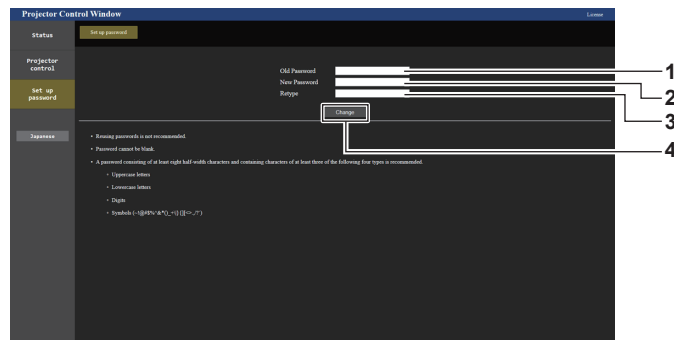 Projector Control Window
License
Status
Set up password
Projector
control
Set up
password
Japanese
Old Password
New Password
Retype
Change
1
2
3
4
• Reusing passwords is not recommended.
• Password cannot be blank.
• A password consisting of at least eight half-width characters and containing characters of at least three of the following four types is recommended.
Uppercase letters
Lowercase letters
Digits
Symbols